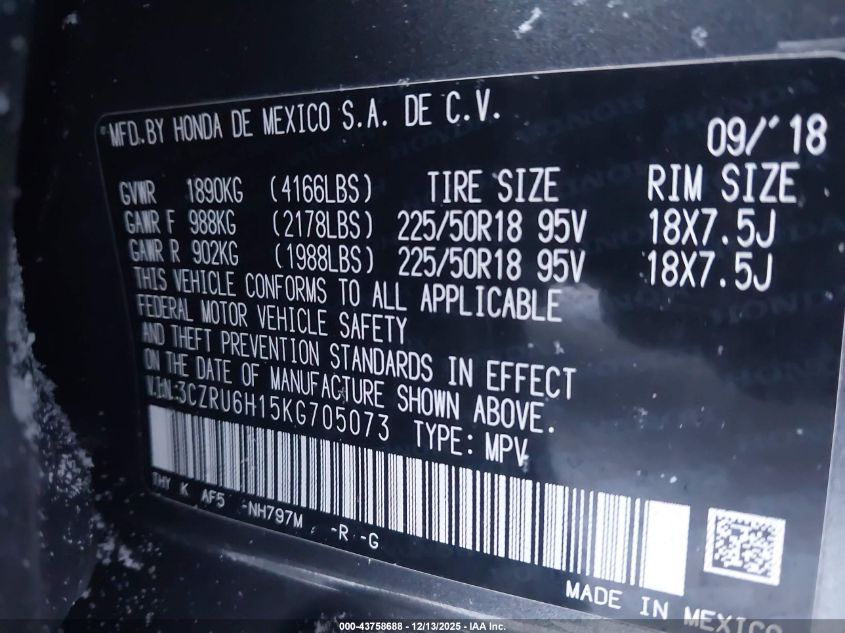 MFD.BY HONDA DE MEXICO S.A. DE C.V.
09/'18
GVWR 1890KG (4166LBS) TIRE SIZE RIM SIZE
GAWR F 988KG (2178LBS) 225/50R18 95V 18X7.5J
GAWR R 902KG (1988LBS) 225/50R18 95V 18X7.5J
THIS VEHICLE CONFORMS TO ALL APPLICABLE
FEDERAL MOTOR VEHICLE SAFETY
AND THEFT PREVENTION STANDARDS IN EFFECT
ON THE DATE OF MANUFACTURE SHOWN ABOVE.
V.I.N:3CZRU6H15KG705073 TYPE: MPV
THY K AF5 -NH797M -R -G
MADE IN MEXICO
000-43758688 - 12/13/2025 - IAA Inc.